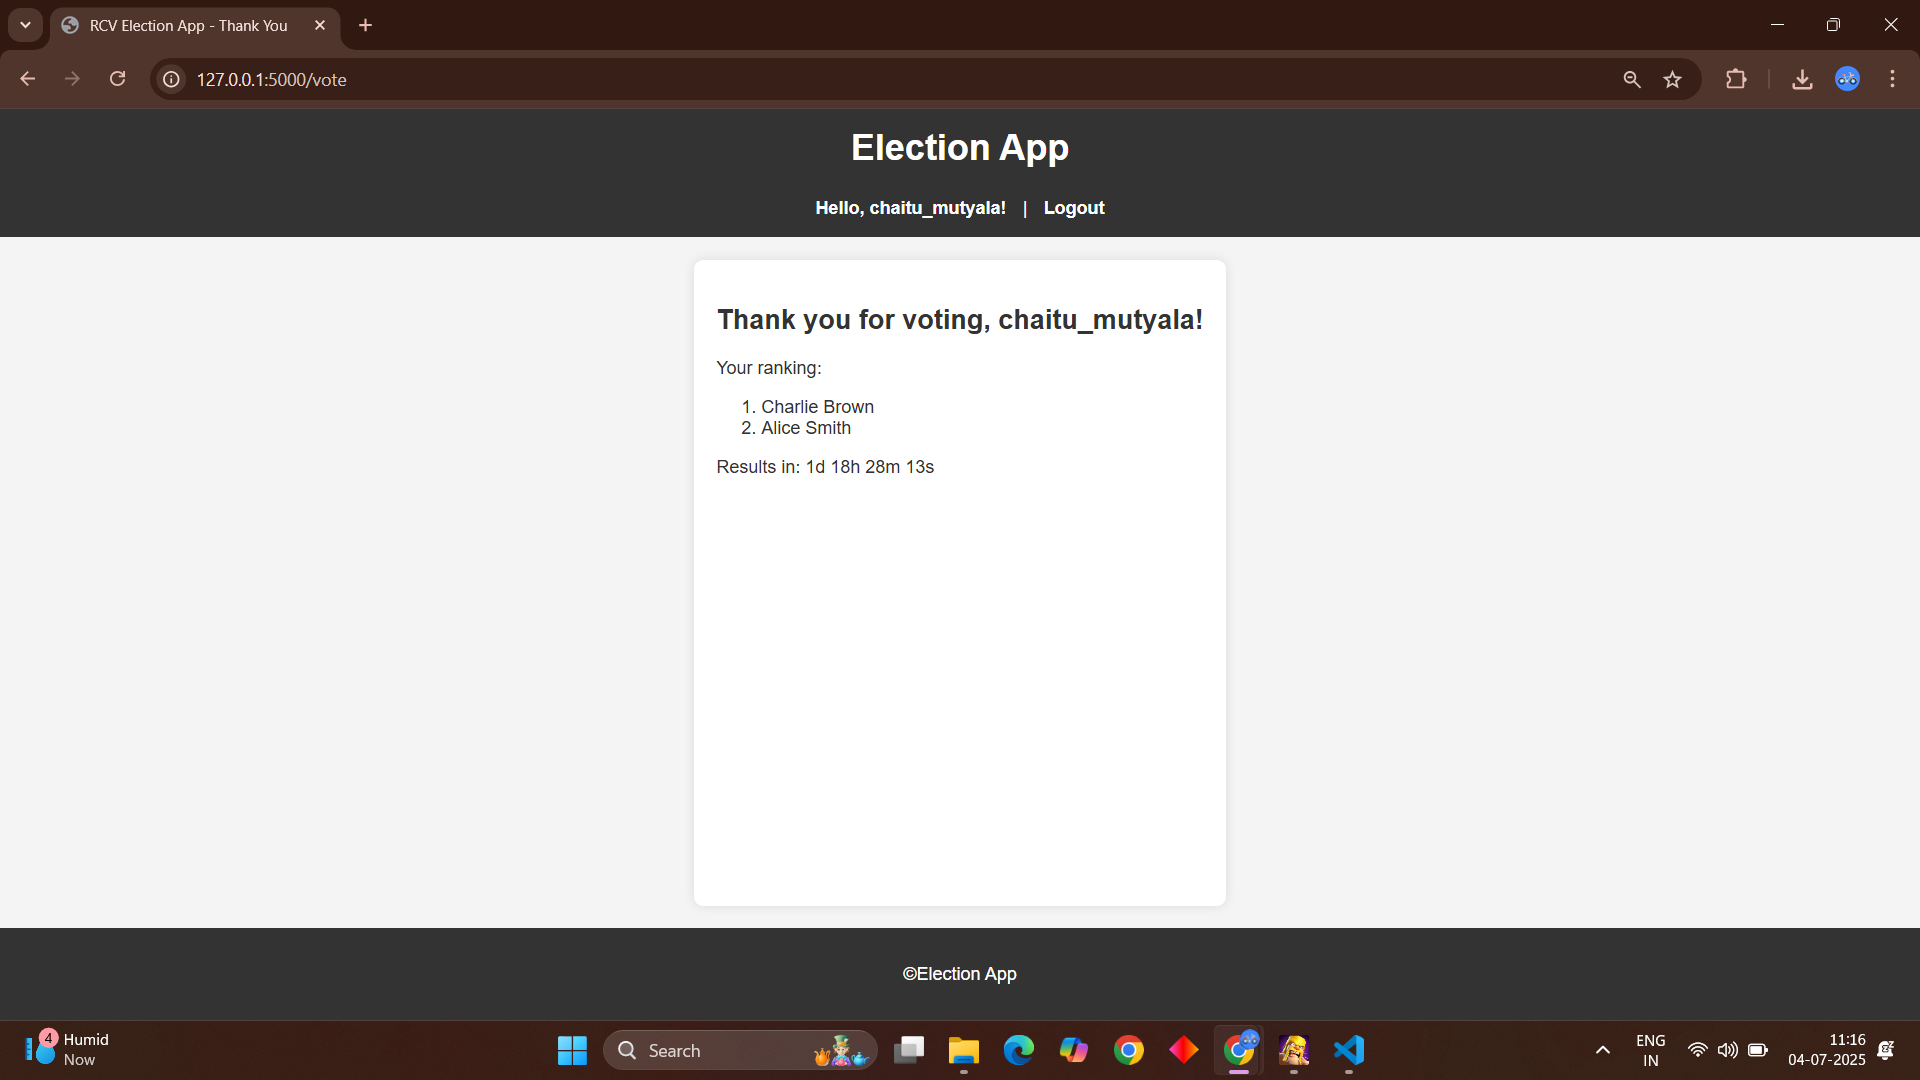 RCV Election App - Thank You
127.0.0.1:5000/vote
Election App
Hello, chaitu_mutyala! | Logout
Thank you for voting, chaitu_mutyala!
Your ranking:
1. Charlie Brown
2. Alice Smith
Results in: 1d 18h 28m 13s
©Election App
4
Humid
Now
Search
ENG
IN
11:16
04-07-2025